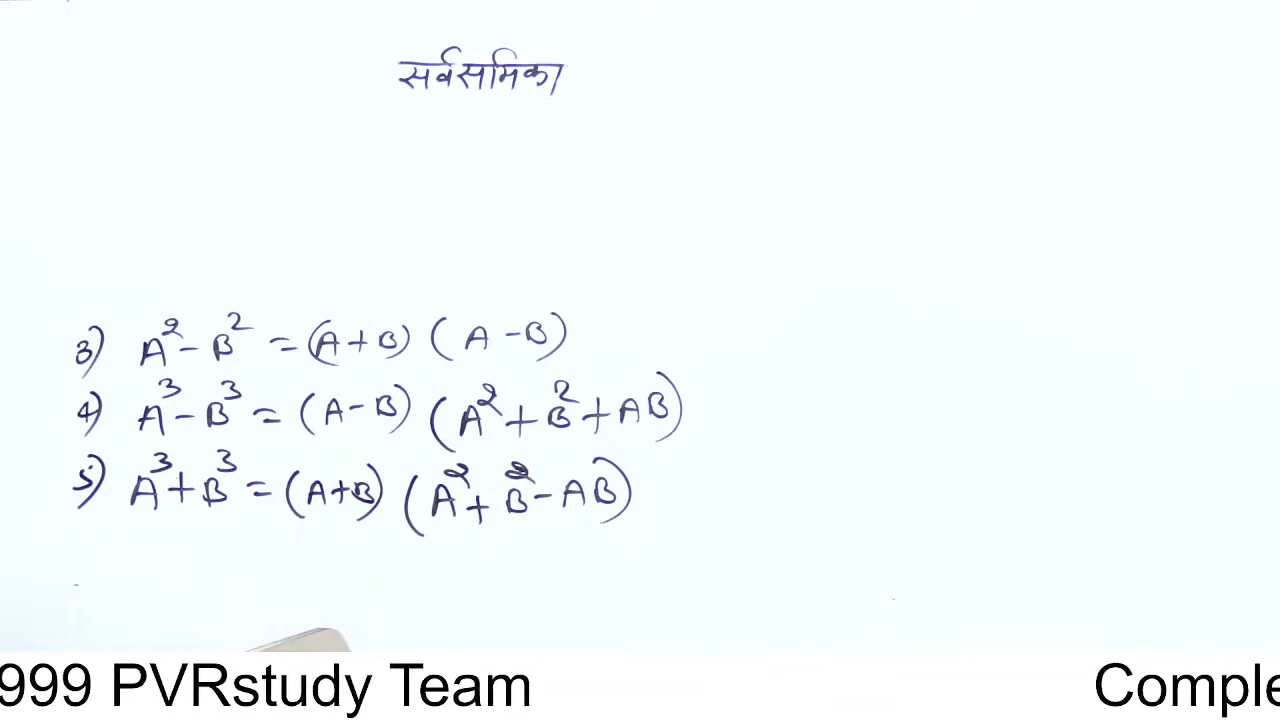 सर्वसमिका
3) A² - B² = (A + B) (A - B)
4) A³ - B³ = (A - B) (A² + B² + AB)
5) A³ + B³ = (A + B) (A² + B² - AB)
999 PVRstudy Team Comple